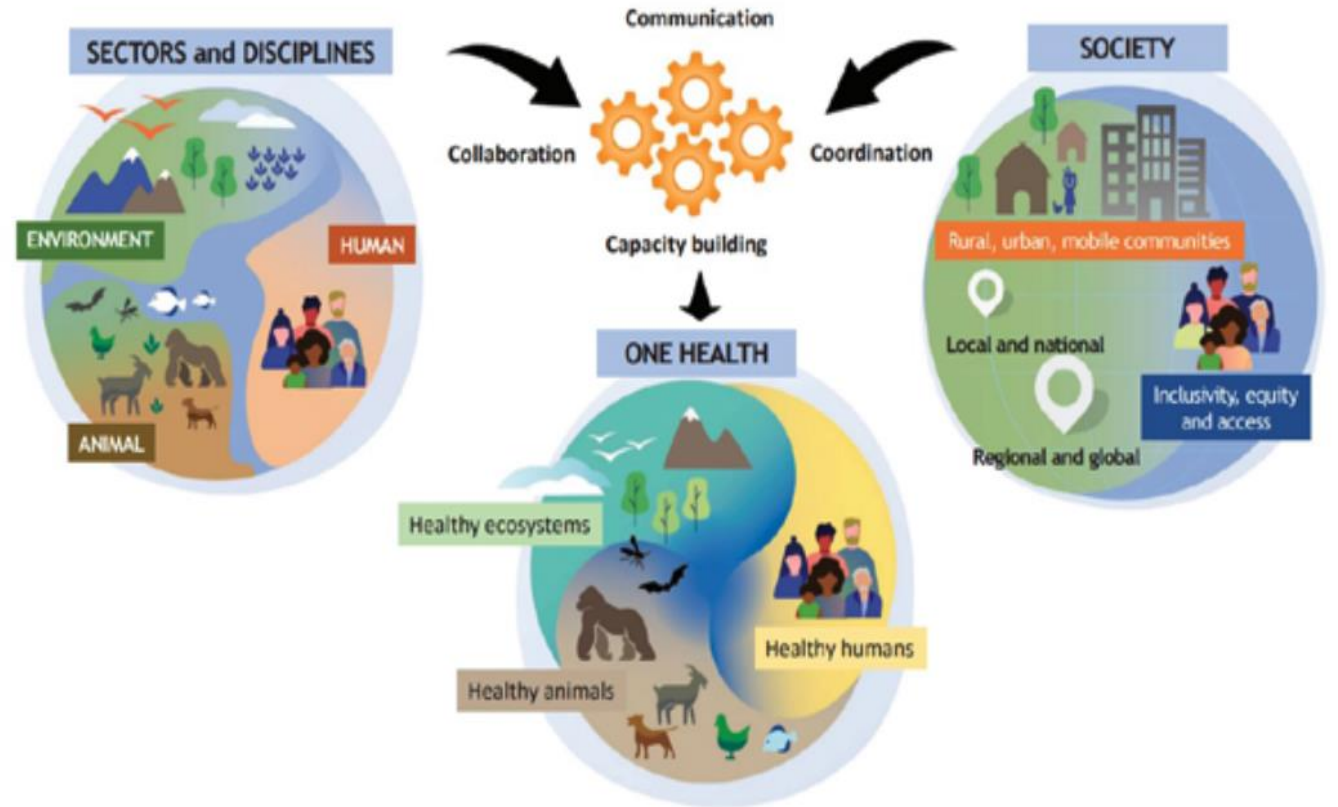 Communication
SECTORS and DISCIPLINES
SOCIETY
Collaboration
Coordination
ENVIRONMENT
HUMAN
Rural, urban, mobile communities
Capacity building
Local and national
ONE HEALTH
Inclusivity, equity
and access
ANIMAL
Regional and global
Healthy ecosystems
Healthy humans
Healthy animals